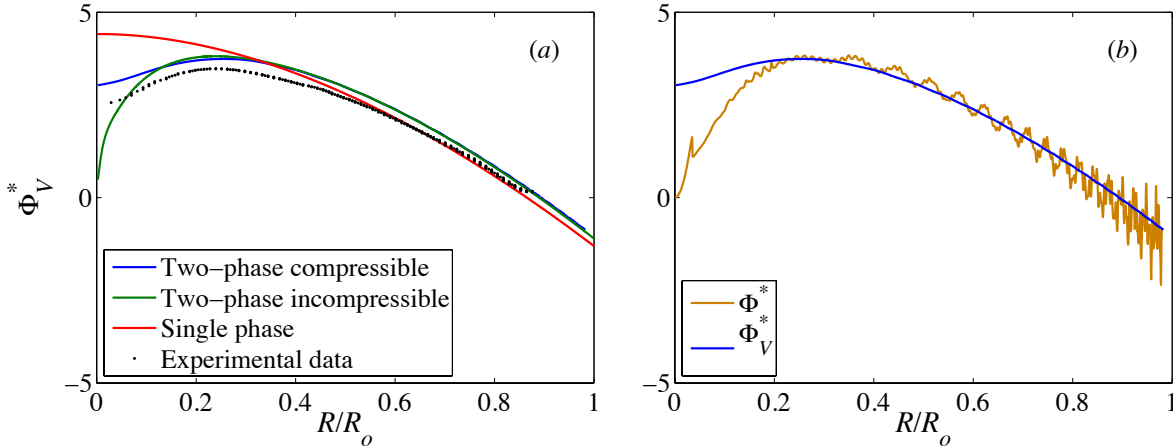 5
(a)
Φ*V
0
Two−phase compressible
Two−phase incompressible
Single phase
Experimental data
−5
0
0.2
0.4
0.6
0.8
1
R/Ro
5
(b)
0
Φ*
Φ*V
−5
0
0.2
0.4
0.6
0.8
1
R/Ro